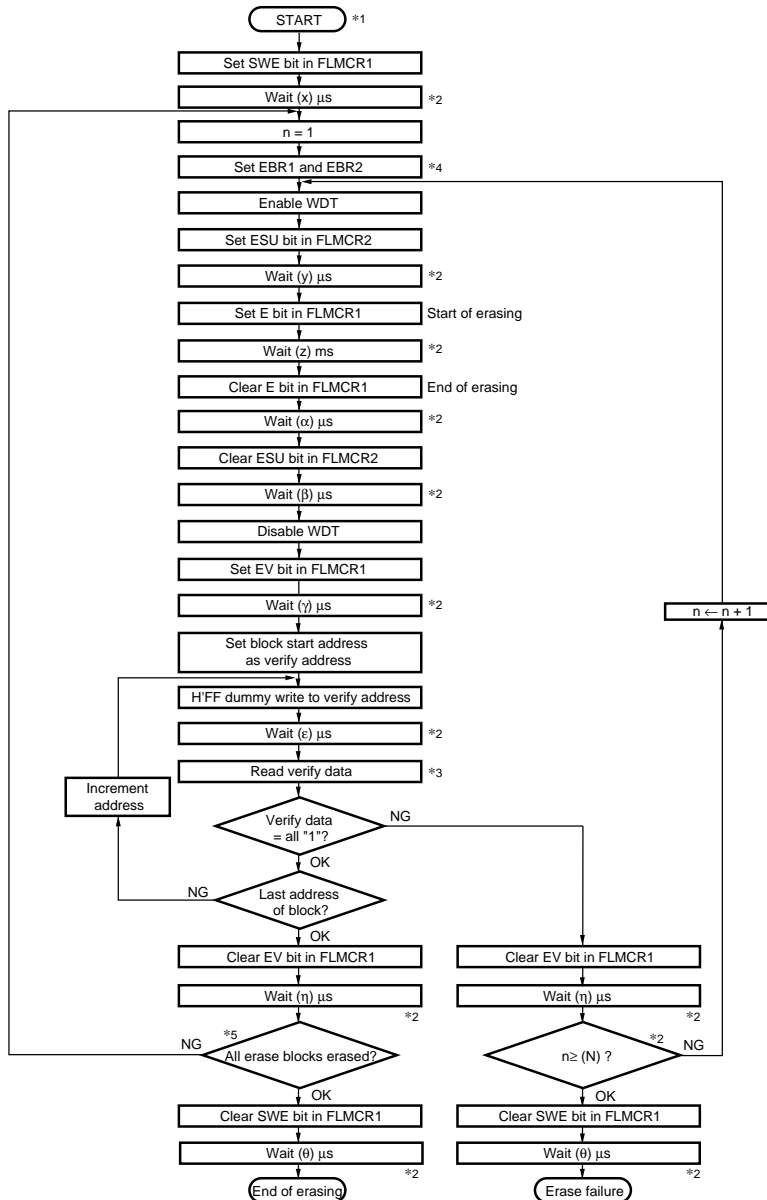 START *1
Set SWE bit in FLMCR1
Wait (x) μs *2
n = 1
Set EBR1 and EBR2 *4
Enable WDT
Set ESU bit in FLMCR2
Wait (y) μs *2
Set E bit in FLMCR1 Start of erasing
Wait (z) ms *2
Clear E bit in FLMCR1 End of erasing
Wait (α) μs *2
Clear ESU bit in FLMCR2
Wait (β) μs *2
Disable WDT
Set EV bit in FLMCR1
Wait (γ) μs *2
n ← n + 1
Set block start address
as verify address
H'FF dummy write to verify address
Wait (ε) μs *2
Read verify data *3
Increment
address
Verify data
= all "1"?
NG
OK
NG
Last address
of block?
OK
Clear EV bit in FLMCR1
Clear EV bit in FLMCR1
Wait (η) μs
Wait (η) μs
*2
*2
*5
NG
All erase blocks erased?
*2
n≥ (N) ?
NG
OK
OK
Clear SWE bit in FLMCR1
Clear SWE bit in FLMCR1
Wait (θ) μs
Wait (θ) μs
*2
*2
End of erasing
Erase failure